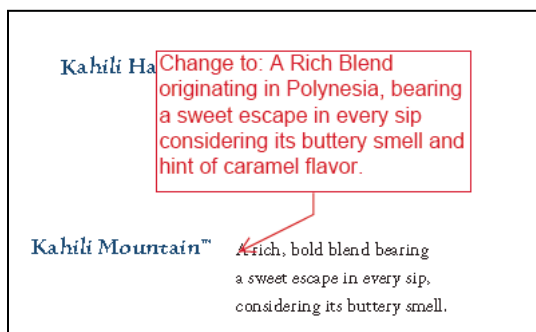 Kahili Ha
Change to: A Rich Blend
originating in Polynesia, bearing
a sweet escape in every sip
considering its buttery smell and
hint of caramel flavor.
Kahili Mountain™
A rich, bold blend bearing
a sweet escape in every sip,
considering its buttery smell.